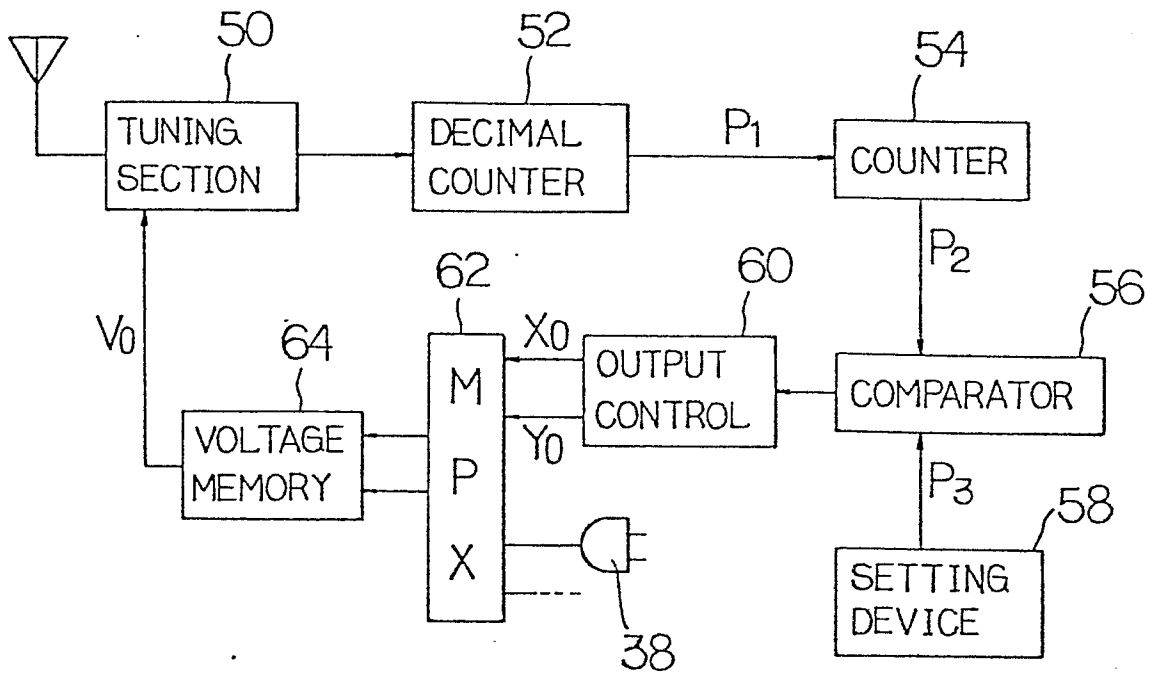 50
52
54
TUNING
SECTION
DECIMAL
COUNTER
P1
COUNTER
P2
62
60
56
V0
64
X0
OUTPUT
CONTROL
Y0
COMPARATOR
M
P
X
VOLTAGE
MEMORY
P3
58
SETTING
DEVICE
38